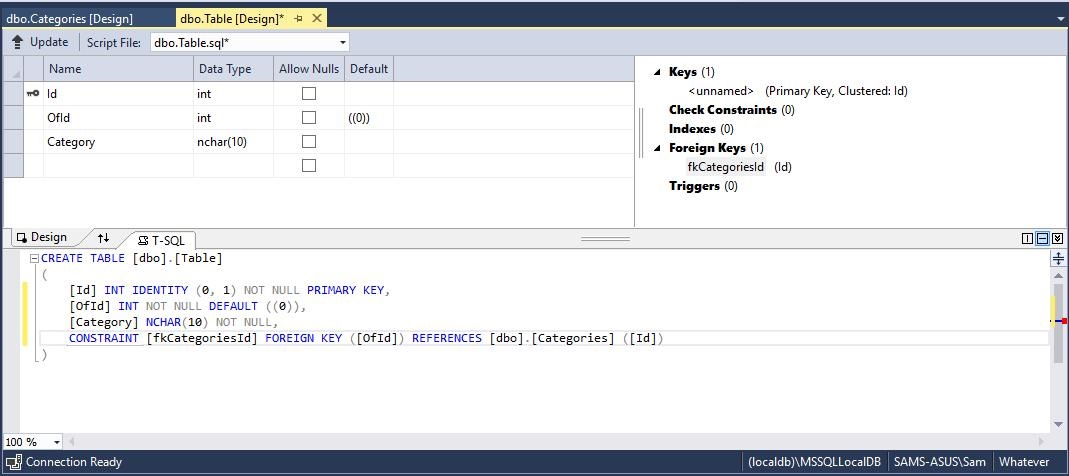 dbo.Categories [Design] dbo.Table [Design]*
Update Script File: dbo.Table.sql*
Name Data Type Allow Nulls Default
Id int
OfId int ((0))
Category nchar(10)
Keys (1)
<unnamed> (Primary Key, Clustered: Id)
Check Constraints (0)
Indexes (0)
Foreign Keys (1)
fkCategoriesId (Id)
Triggers (0)
Design T-SQL
CREATE TABLE [dbo].[Table]
(
[Id] INT IDENTITY (0, 1) NOT NULL PRIMARY KEY,
[OfId] INT NOT NULL DEFAULT ((0)),
[Category] NCHAR(10) NOT NULL,
CONSTRAINT [fkCategoriesId] FOREIGN KEY ([OfId]) REFERENCES [dbo].[Categories] ([Id])
)
100 %
Connection Ready (localdb)\MSSQLLocalDB SAMS-ASUS\Sam Whatever